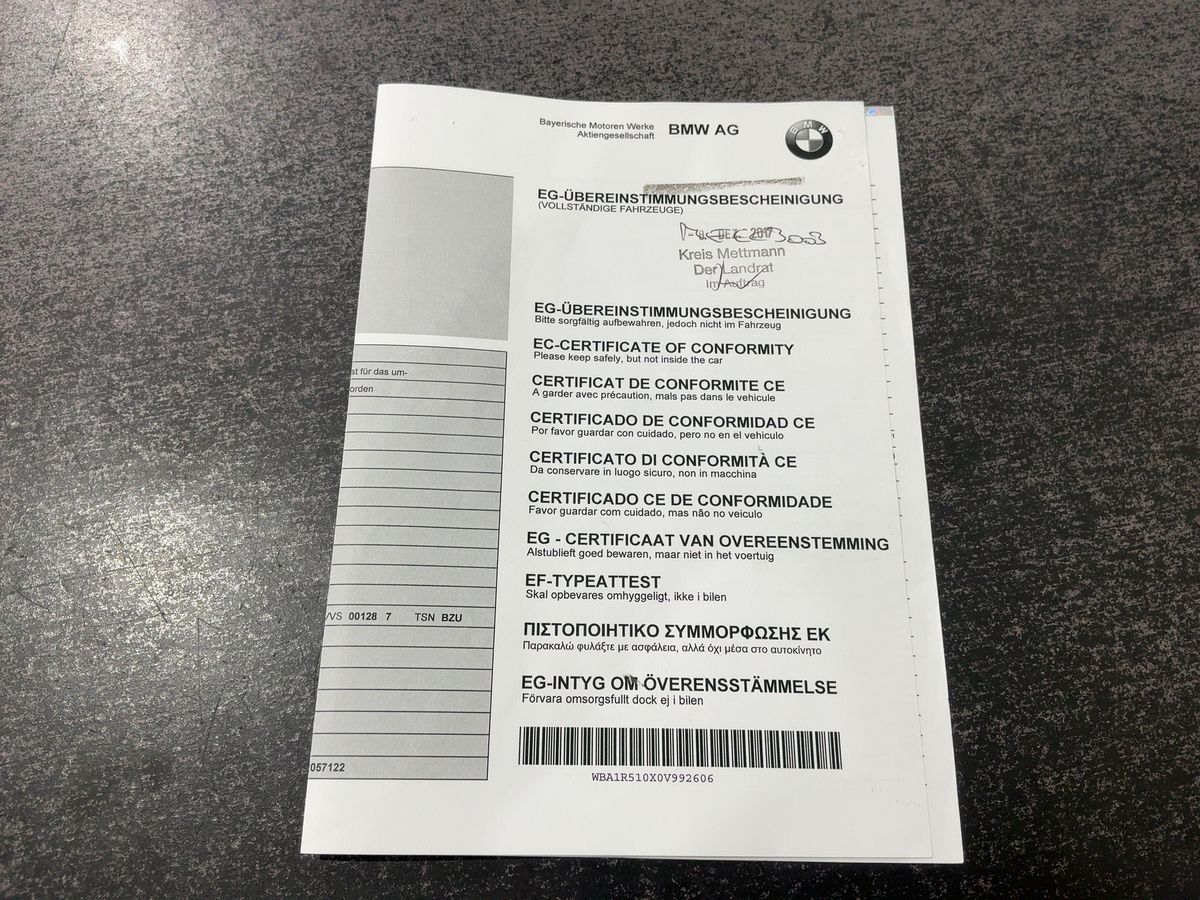 Bayerische Motoren Werke
Aktiengesellschaft
BMW AG
BMW
EG-ÜBEREINSTIMMUNGSBESCHEINIGUNG
(VOLLSTÄNDIGE FAHRZEUGE)
DEZ. 2017
Kreis Mettmann
Der Landrat
Im Auftrag
EG-ÜBEREINSTIMMUNGSBESCHEINIGUNG
Bitte sorgfältig aufbewahren, jedoch nicht im Fahrzeug
EC-CERTIFICATE OF CONFORMITY
Please keep safely, but not inside the car
CERTIFICAT DE CONFORMITE CE
A garder avec précaution, mals pas dans le vehicule
CERTIFICADO DE CONFORMIDAD CE
Por favor guardar con cuidado, pero no en el vehiculo
CERTIFICATO DI CONFORMITÀ CE
Da conservare in luogo sicuro, non in macchina
CERTIFICADO CE DE CONFORMIDADE
Favor guardar com cuidado, mas não no veiculo
EG - CERTIFICAAT VAN OVEREENSTEMMING
Alstublieft goed bewaren, maar niet in het voertuig
EF-TYPEATTEST
Skal opbevares omhyggeligt, ikke i bilen
ΠΙΣΤΟΠΟΙΗΤΙΚΟ ΣΥΜΜΟΡΦΩΣΗΣ ΕΚ
Παρακαλώ φυλάξτε με ασφάλεια, αλλά όχι μέσα στο αυτοκίνητο
EG-INTYG OM ÖVERENSSTÄMMELSE
Förvara omsorgsfullt dock ej i bilen
WBA1R510X0V992606
st für das um-
orden
VS 00128 7 TSN BZU
057122